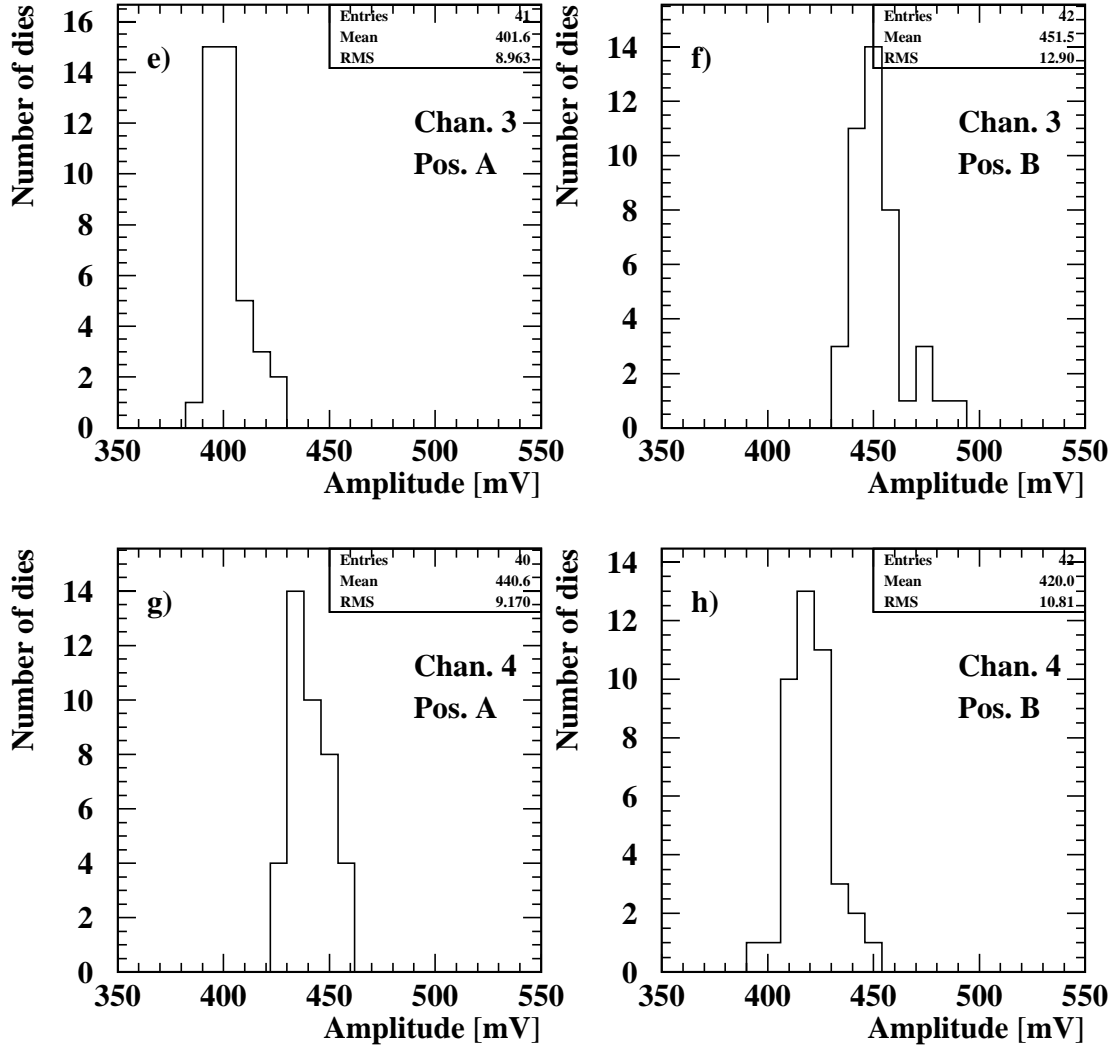 Number of dies
16
14
12
10
8
6
4
2
0
e)
Entries 41
Mean 401.6
RMS 8.963
Chan. 3
Pos. A
350 400 450 500 550
Amplitude [mV]
Number of dies
14
12
10
8
6
4
2
0
f)
Entries 42
Mean 451.5
RMS 12.90
Chan. 3
Pos. B
350 400 450 500 550
Amplitude [mV]
Number of dies
14
12
10
8
6
4
2
0
g)
Entries 40
Mean 440.6
RMS 9.170
Chan. 4
Pos. A
350 400 450 500 550
Amplitude [mV]
Number of dies
14
12
10
8
6
4
2
0
h)
Entries 42
Mean 420.0
RMS 10.81
Chan. 4
Pos. B
350 400 450 500 550
Amplitude [mV]